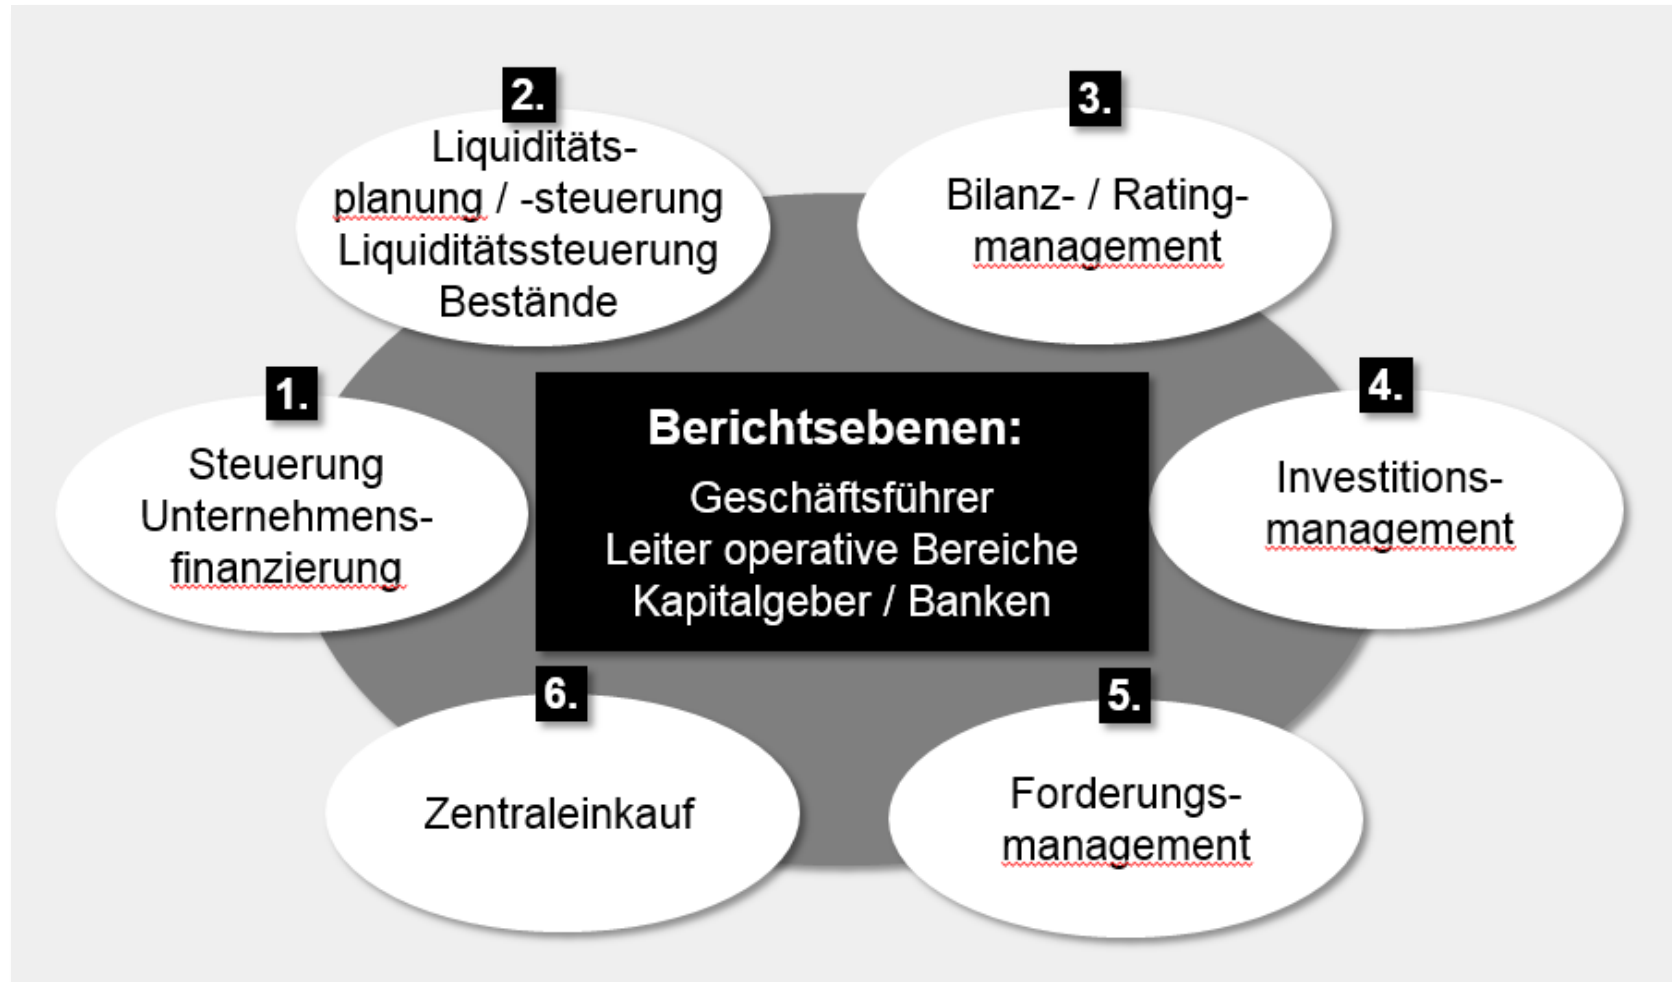 1.
Steuerung
Unternehmens-
finanzierung
2.
Liquiditäts-
planung / -steuerung
Liquiditätssteuerung
Bestände
3.
Bilanz- / Rating-
management
4.
Investitions-
management
5.
Forderungs-
management
6.
Zentraleinkauf
Berichtsebenen:
Geschäftsführer
Leiter operative Bereiche
Kapitalgeber / Banken